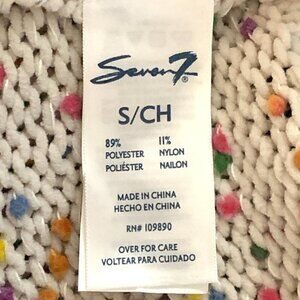 Seven7®
S/CH
89% 11%
POLYESTER NYLON
POLIÉSTER NAILON
MADE IN CHINA
HECHO EN CHINA
RN# 109890
OVER FOR CARE
VOLTEAR PARA CUIDADO